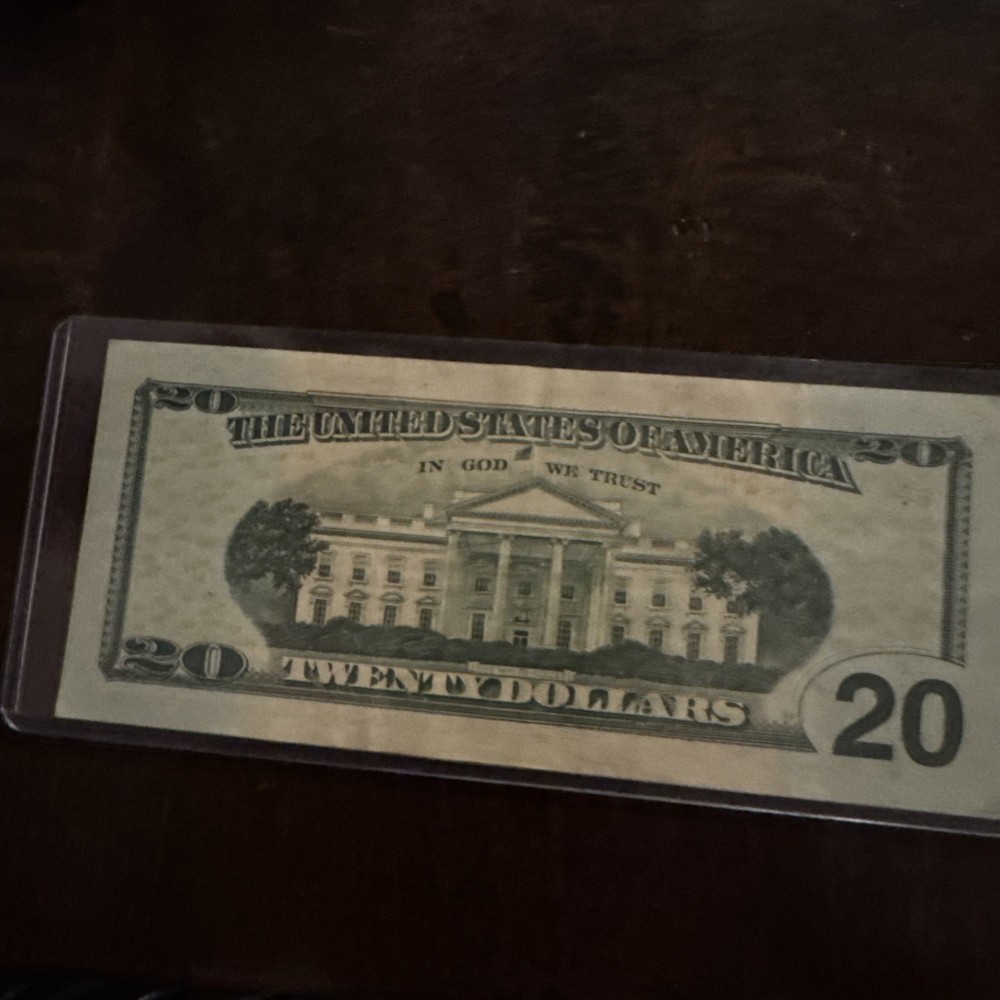 20 THE UNITED STATES OF AMERICA 20
IN GOD WE TRUST
20 TWENTY DOLLARS 20